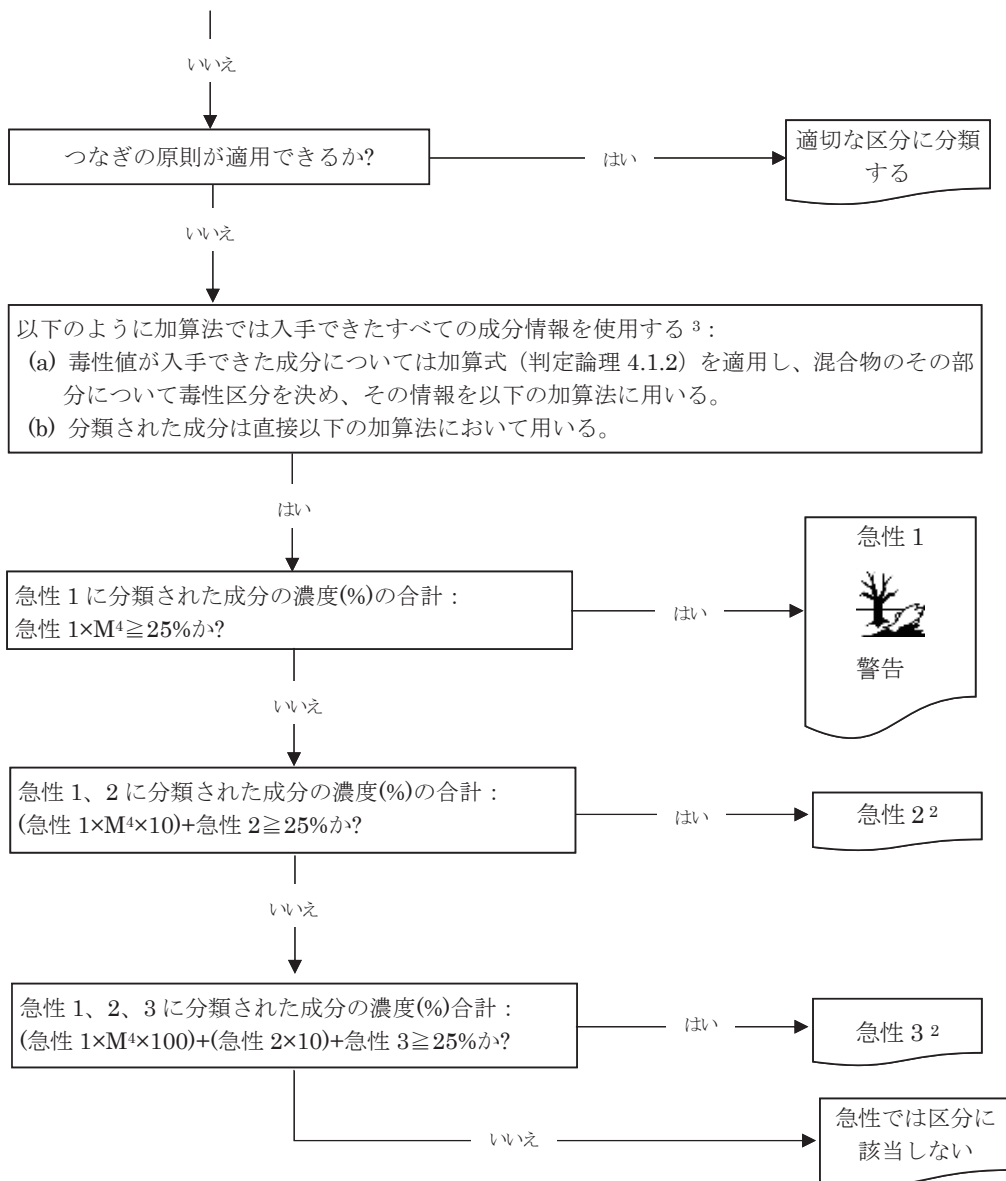 いいえ
つなぎの原則が適用できるか?
はい
適切な区分に分類
する
いいえ
以下のように加算法では入手できたすべての成分情報を使用する 3：
(a) 毒性値が入手できた成分については加算式（判定論理 4.1.2）を適用し、混合物のその部
分について毒性区分を決め、その情報を以下の加算法に用いる。
(b) 分類された成分は直接以下の加算法において用いる。
はい
急性 1 に分類された成分の濃度(%)の合計：
急性 1×M4≧25%か?
はい
急性 1
警告
いいえ
急性 1、2 に分類された成分の濃度(%)の合計：
(急性 1×M4×10)+急性 2≧25%か?
はい
急性 2 2
いいえ
急性 1、2、3 に分類された成分の濃度(%)合計：
(急性 1×M4×100)+(急性 2×10)+急性 3≧25%か?
はい
急性 3 2
いいえ
急性では区分に
該当しない